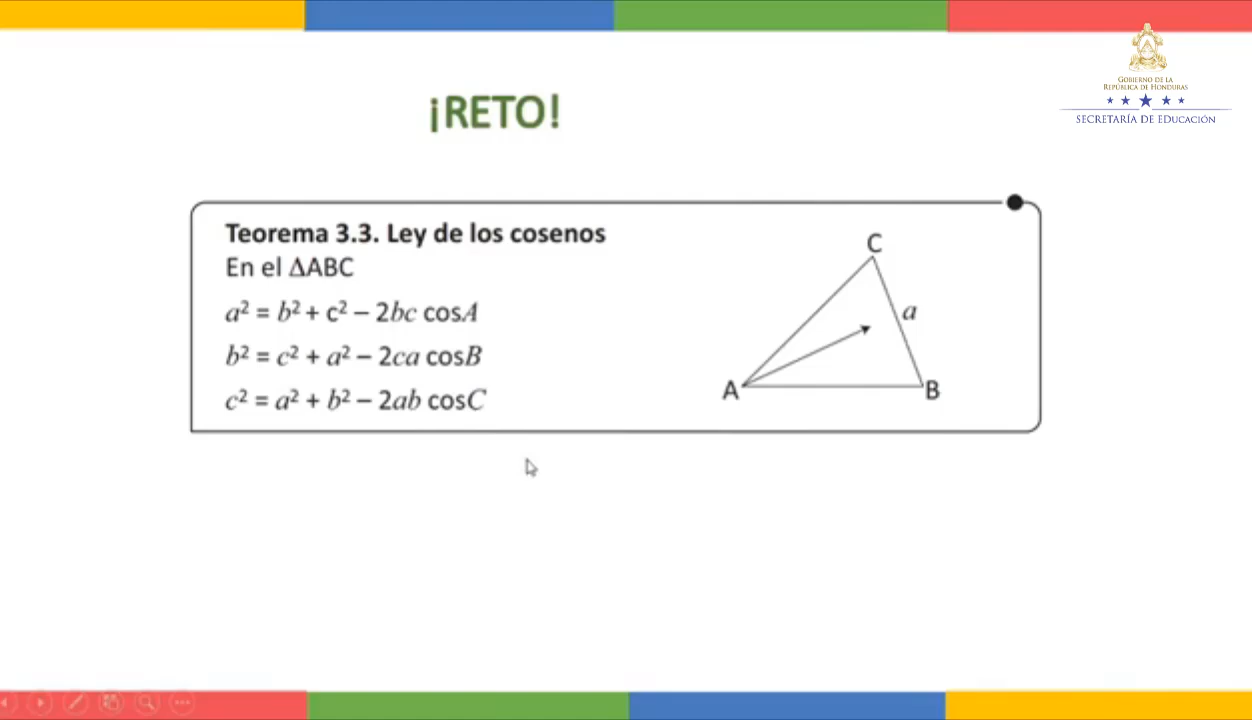 ¡RETO!
GOBIERNO DE LA
REPÚBLICA DE HONDURAS
SECRETARÍA DE EDUCACIÓN
Teorema 3.3. Ley de los cosenos
En el ΔABC
a² = b² + c² – 2bc cosA
b² = c² + a² – 2ca cosB
c² = a² + b² – 2ab cosC
C
a
A
B